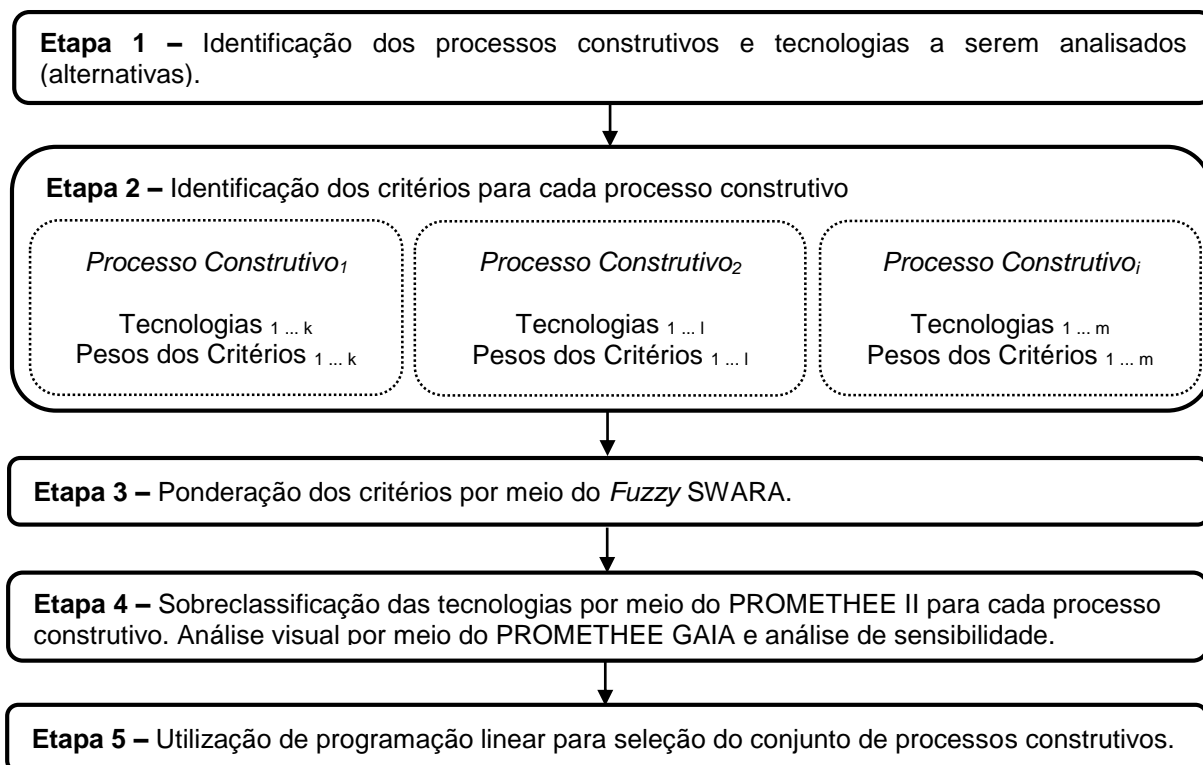 Etapa 1 – Identificação dos processos construtivos e tecnologias a serem analisados
(alternativas).
Etapa 2 – Identificação dos critérios para cada processo construtivo
Processo Construtivo1
Tecnologias 1 ... k
Pesos dos Critérios 1 ... k
Processo Construtivo2
Tecnologias 1 ... l
Pesos dos Critérios 1 ... l
Processo Construtivoi
Tecnologias 1 ... m
Pesos dos Critérios 1 ... m
Etapa 3 – Ponderação dos critérios por meio do Fuzzy SWARA.
Etapa 4 – Sobreclassificação das tecnologias por meio do PROMETHEE II para cada processo
construtivo. Análise visual por meio do PROMETHEE GAIA e análise de sensibilidade.
Etapa 5 – Utilização de programação linear para seleção do conjunto de processos construtivos.